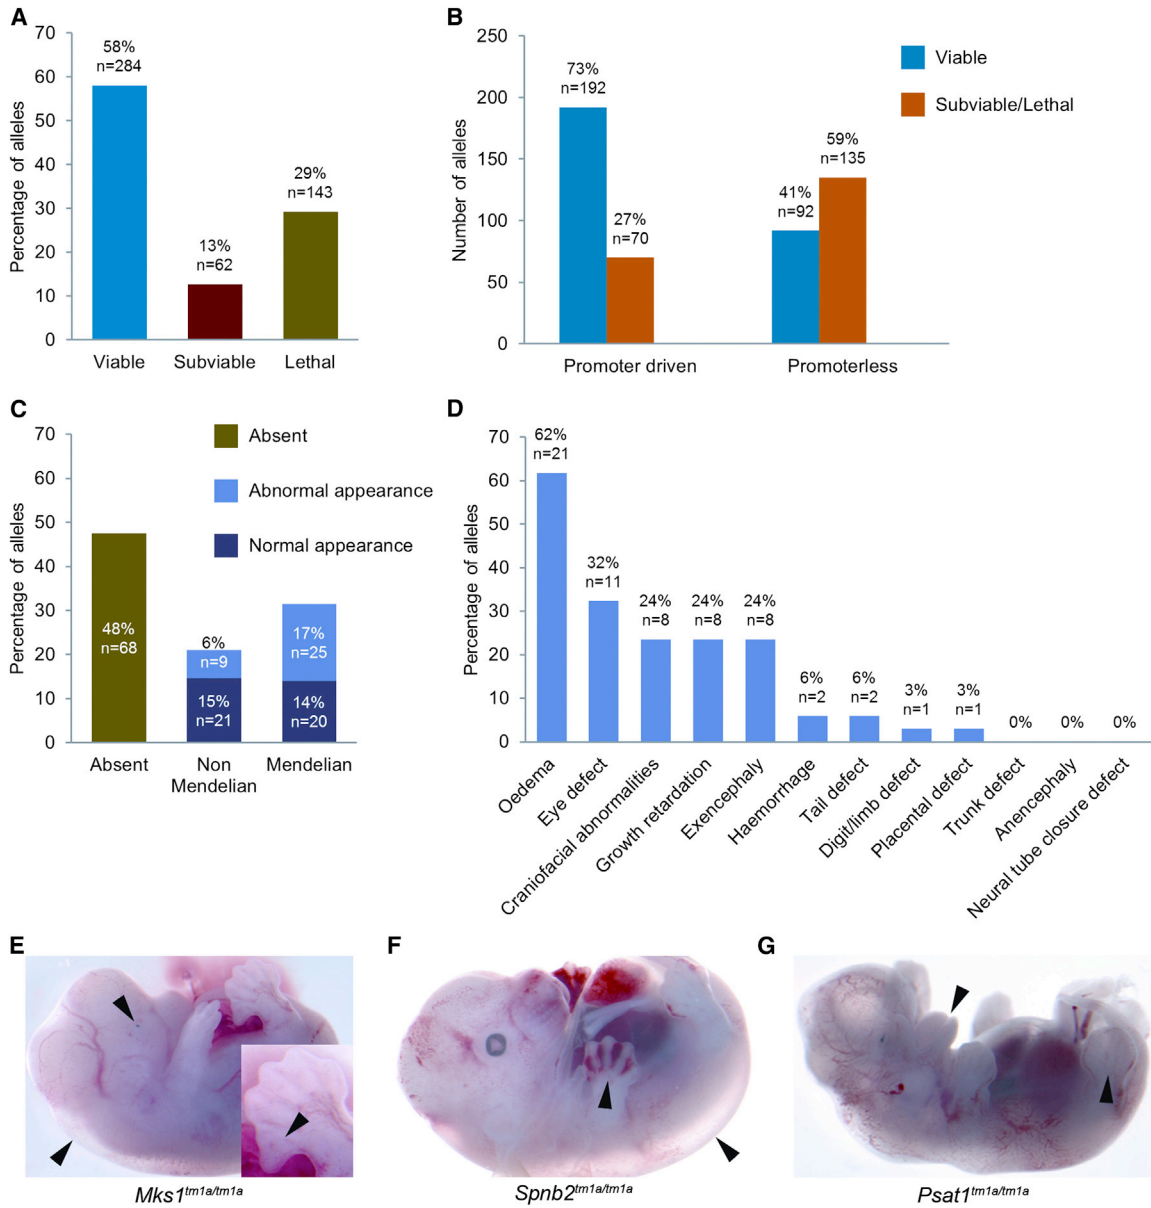 A
Percentage of alleles
70
60
50
40
30
20
10
0
58%
n=284
13%
n=62
29%
n=143
Viable
Subviable
Lethal
B
Number of alleles
250
200
150
100
50
0
73%
n=192
27%
n=70
41%
n=92
59%
n=135
Promoter driven
Promoterless
Viable
Subviable/Lethal
C
Percentage of alleles
70
60
50
40
30
20
10
0
Absent
Abnormal appearance
Normal appearance
48%
n=68
6%
n=9
15%
n=21
17%
n=25
14%
n=20
Absent
Non
Mendelian
Mendelian
D
Percentage of alleles
70
60
50
40
30
20
10
0
62%
n=21
32%
n=11
24%
n=8
24%
n=8
24%
n=8
6%
n=2
6%
n=2
3%
n=1
3%
n=1
0%
0%
0%
Oedema
Eye defect
Craniofacial abnormalities
Growth retardation
Exencephaly
Haemorrhage
Tail defect
Digit/limb defect
Placental defect
Trunk defect
Anencephaly
Neural tube closure defect
E
Mks1tm1a/tm1a
F
Spnb2tm1a/tm1a
G
Psat1tm1a/tm1a